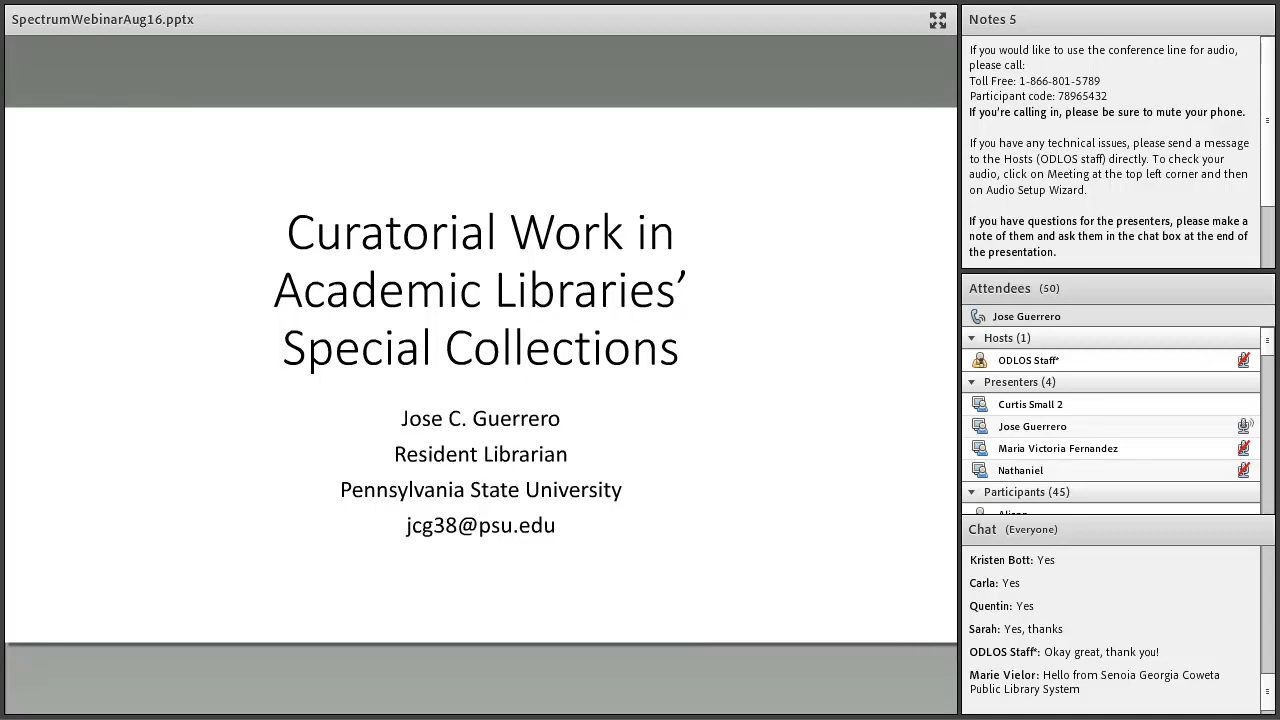 SpectrumWebinarAug16.pptx
Curatorial Work in
Academic Libraries’
Special Collections
Jose C. Guerrero
Resident Librarian
Pennsylvania State University
jcg38@psu.edu
Notes 5
If you would like to use the conference line for audio,
please call:
Toll Free: 1-866-801-5789
Participant code: 78965432
If you’re calling in, please be sure to mute your phone.
If you have any technical issues, please send a message
to the Hosts (ODLOS staff) directly. To check your
audio, click on Meeting at the top left corner and then
on Audio Setup Wizard.
If you have questions for the presenters, please make a
note of them and ask them in the chat box at the end of
the presentation.
Attendees (50)
Jose Guerrero
Hosts (1)
ODLOS Staff*
Presenters (4)
Curtis Small 2
Jose Guerrero
Maria Victoria Fernandez
Nathaniel
Participants (45)
Chat (Everyone)
Kristen Bott: Yes
Carla: Yes
Quentin: Yes
Sarah: Yes, thanks
ODLOS Staff*: Okay great, thank you!
Marie Vielor: Hello from Senoia Georgia Coweta
Public Library System